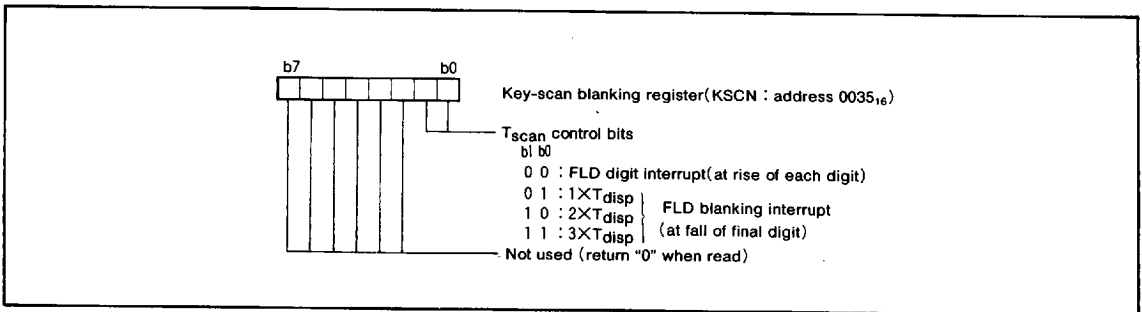 b7 b0
Key-scan blanking register(KSCN : address 0035₁₆)
Tscan control bits
b1 b0
0 0 : FLD digit interrupt(at rise of each digit)
0 1 : 1×Tdisp
1 0 : 2×Tdisp
1 1 : 3×Tdisp
FLD blanking interrupt
(at fall of final digit)
Not used (return "0" when read)